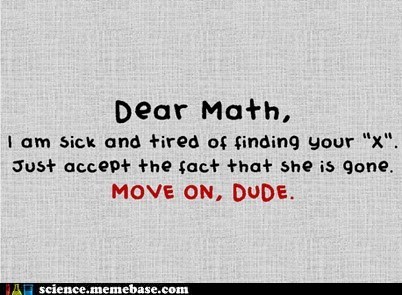 Dear Math,
I am sick and tired of finding your "X".
Just accept the fact that she is gone.
MOVE ON, DUDE.
science.memebase.com